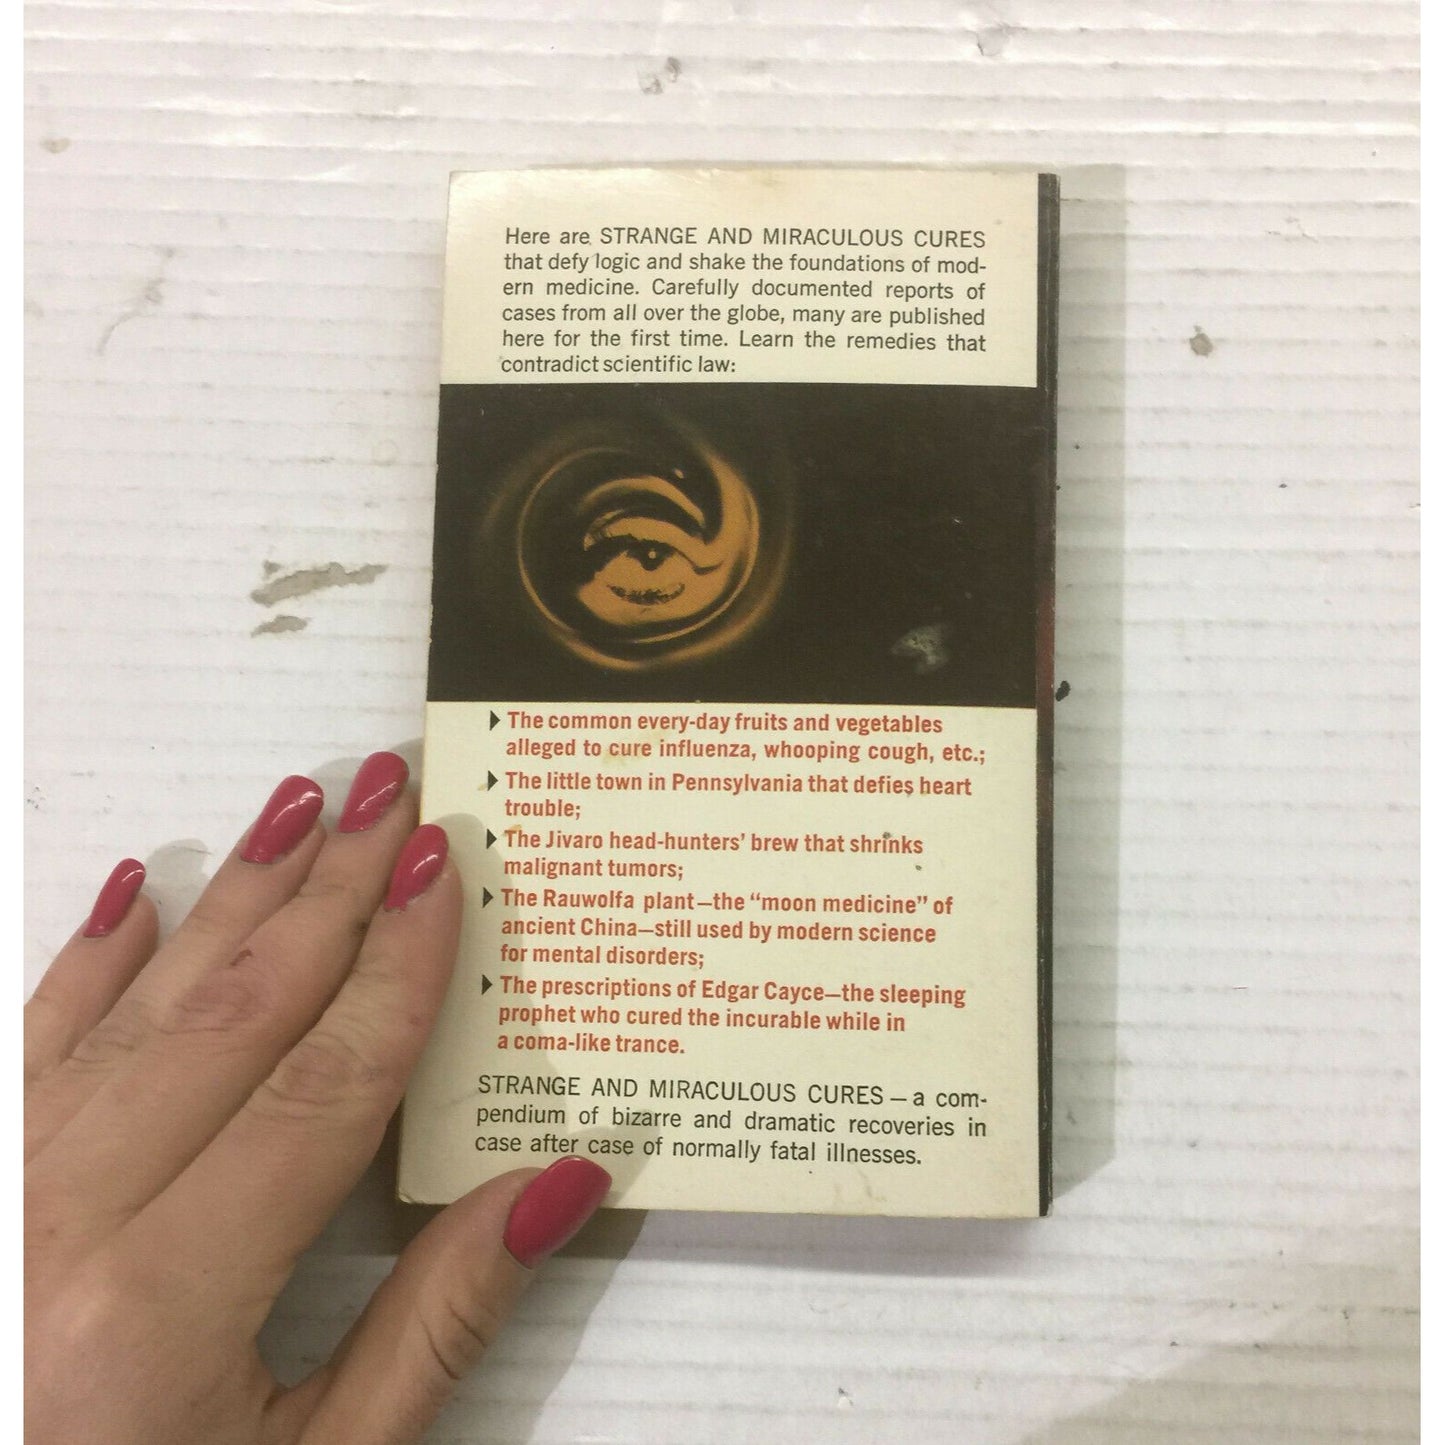 Here are STRANGE AND MIRACULOUS CURES
that defy logic and shake the foundations of mod-
ern medicine. Carefully documented reports of
cases from all over the globe, many are published
here for the first time. Learn the remedies that
contradict scientific law:
The common every-day fruits and vegetables
alleged to cure influenza, whooping cough, etc.;
The little town in Pennsylvania that defies heart
trouble;
The Jivaro head-hunters' brew that shrinks
malignant tumors;
The Rauwolfa plant—the "moon medicine" of
ancient China—still used by modern science
for mental disorders;
The prescriptions of Edgar Cayce—the sleeping
prophet who cured the incurable while in
a coma-like trance.
STRANGE AND MIRACULOUS CURES — a com-
pendium of bizarre and dramatic recoveries in
case after case of normally fatal illnesses.